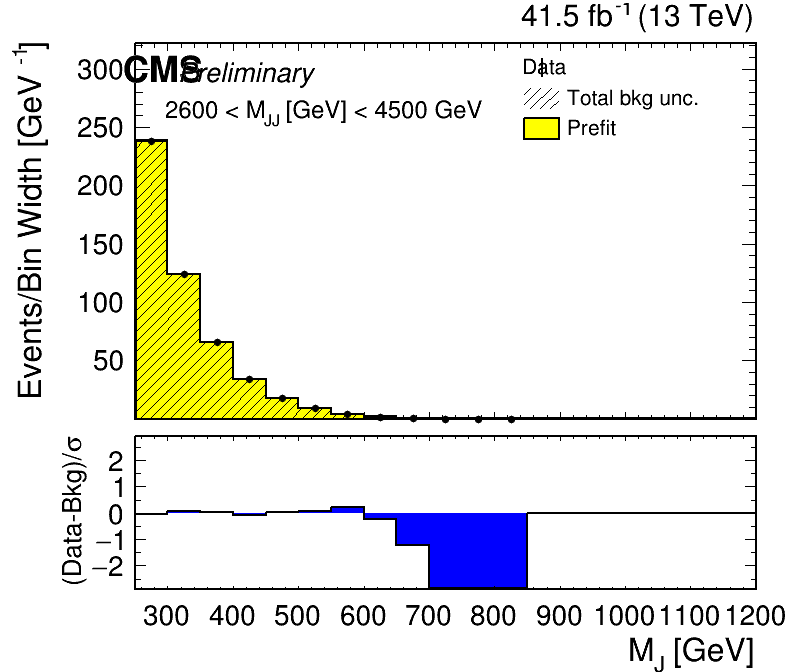 41.5 fb⁻¹ (13 TeV)
CMS Preliminary
2600 < M_JJ [GeV] < 4500 GeV
Data
Total bkg unc.
Prefit
Events/Bin Width [GeV⁻¹]
300
250
200
150
100
50
(Data-Bkg)/σ
2
1
0
−1
−2
300 400 500 600 700 800 900 1000 1100 1200
M_J [GeV]